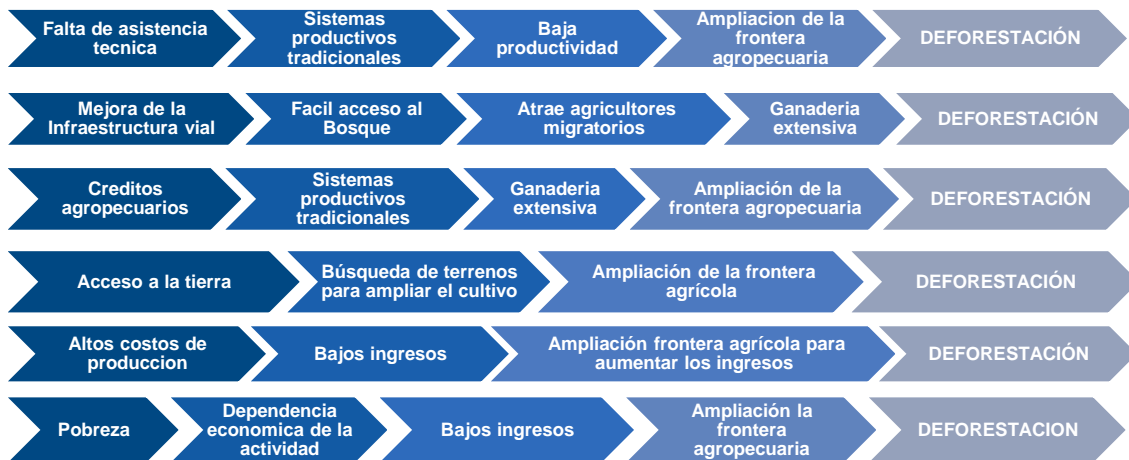 Falta de asistencia
tecnica
Sistemas
productivos
tradicionales
Baja
productividad
Ampliacion de la
frontera
agropecuaria
DEFORESTACIÓN
Mejora de la
Infraestructura vial
Facil acceso al
Bosque
Atrae agricultores
migratorios
Ganaderia
extensiva
DEFORESTACIÓN
Creditos
agropecuarios
Sistemas
productivos
tradicionales
Ganaderia
extensiva
Ampliación de la
frontera agropecuaria
DEFORESTACIÓN
Acceso a la tierra
Búsqueda de terrenos
para ampliar el cultivo
Ampliación de la frontera
agrícola
DEFORESTACIÓN
Altos costos de
produccion
Bajos ingresos
Ampliación frontera agrícola para
aumentar los ingresos
DEFORESTACIÓN
Pobreza
Dependencia
economica de la
actividad
Bajos ingresos
Ampliación la
frontera
agropecuaria
DEFORESTACION